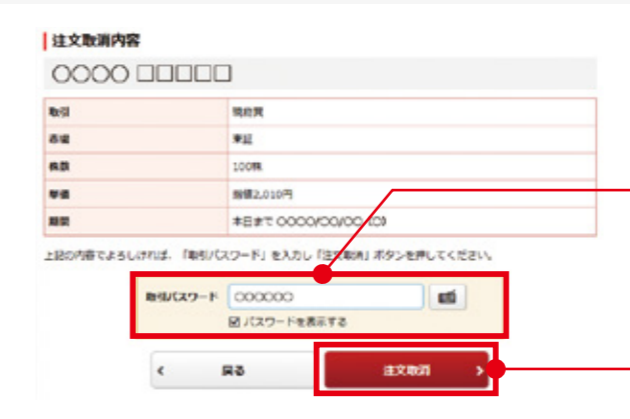 注文取消内容
○○○○ □□□□□
取引 現物買
市場 東証
株数 100株
単価 指値2,010円
期限 本日まで ○○○○/○○/○○ (○)
上記の内容でよろしければ、「取引パスワード」を入力し「注文取消」ボタンを押してください。
取引パスワード ○○○○○○
パスワードを表示する
戻る
注文取消